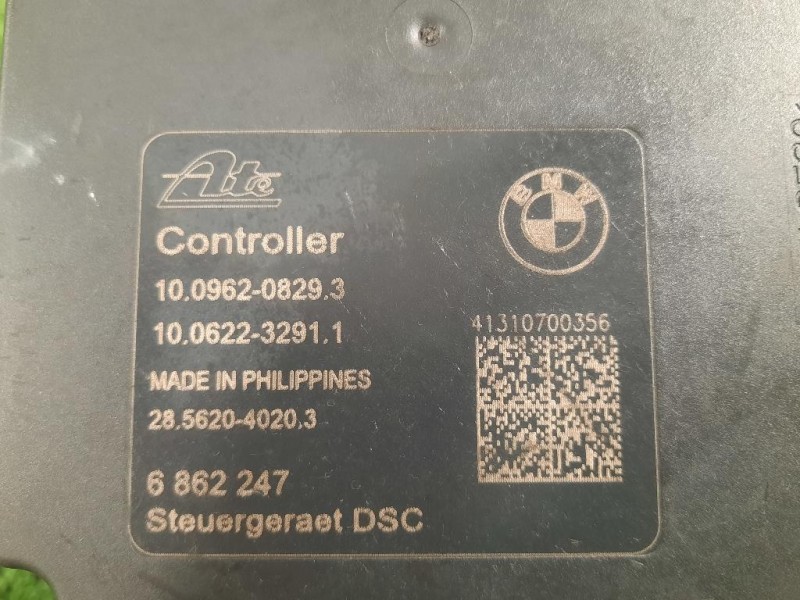 Ate
BMW
Controller
10.0962-0829.3
10.0622-3291.1
41310700356
MADE IN PHILIPPINES
28.5620-4020.3
6 862 247
Steuergeraet DSC